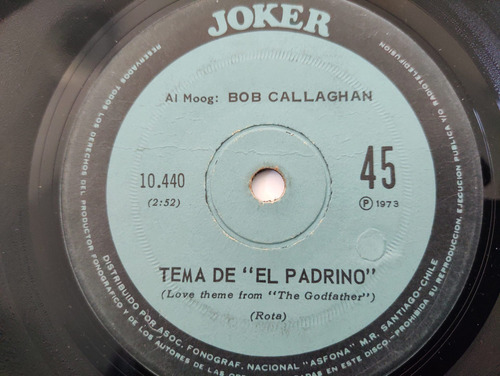 JOKER
Al Moog: BOB CALLAGHAN
10.440
(2:52)
45
Ⓟ 1973
TEMA DE "EL PADRINO"
(Love theme from "The Godfather")
(Rota)
RESERVADOS TODOS LOS DERECHOS DEL PRODUCTOR FONOGRAFICO Y DE LOS AUTORES DE LAS OBRAS
ADAS EN ESTE DISCO.-PROHIBIDA SU REPRODUCCION, EJECUCION PUBLICA Y/O RADIOTELEDIFUSION
DISTRIBUIDO POR ASOC. FONOGRAF. NACIONAL "ASFONA" M.R. SANTIAGO-CHILE